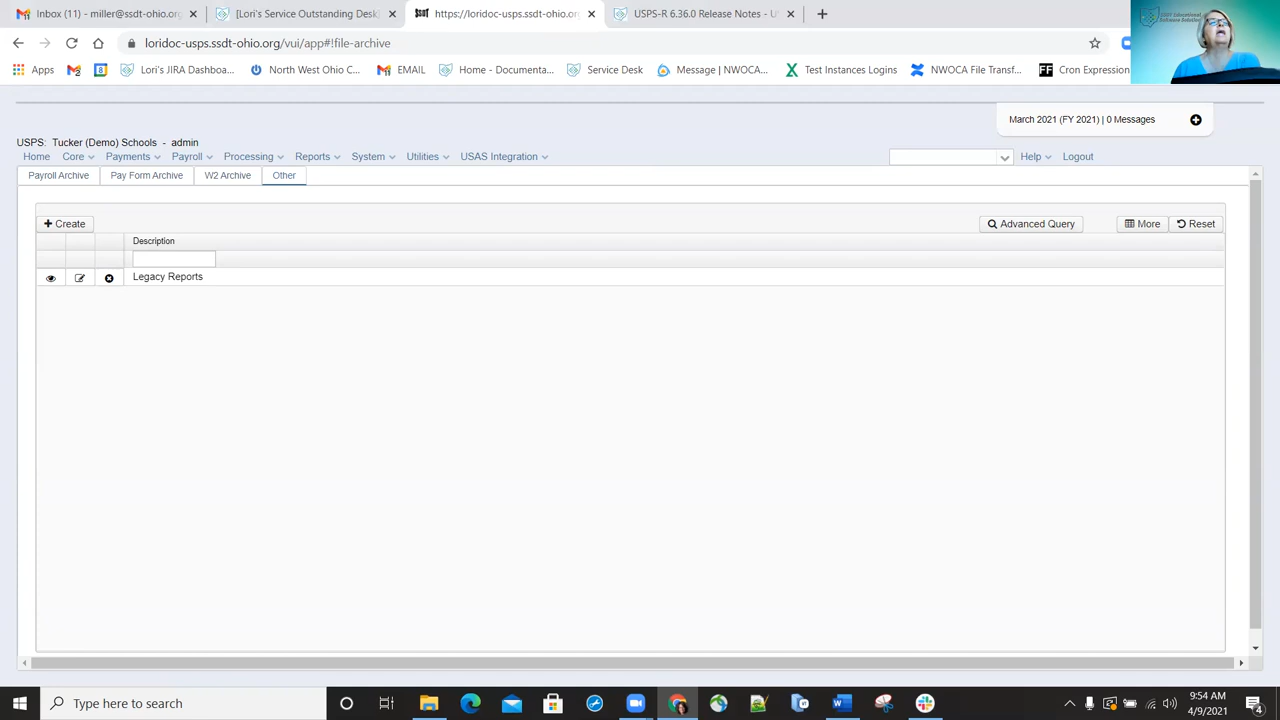 Inbox (11) - miller@ssdt-ohio.org
[Lori's Service Outstanding Desk]
https://loridoc-usps.ssdt-ohio.org/
USPS-R 6.36.0 Release Notes - U
loridoc-usps.ssdt-ohio.org/vui/app#!file-archive
Apps
Lori's JIRA Dashboa...
North West Ohio C...
EMAIL
Home - Documenta...
Service Desk
Message | NWOCA...
Test Instances Logins
NWOCA File Transf...
FF Cron Expression
March 2021 (FY 2021) | 0 Messages
USPS: Tucker (Demo) Schools - admin
Home Core Payments Payroll Processing Reports System Utilities USAS Integration Help Logout
Payroll Archive Pay Form Archive W2 Archive Other
Create Advanced Query More Reset
Description
Legacy Reports
Type here to search
9:54 AM
4/9/2021
4